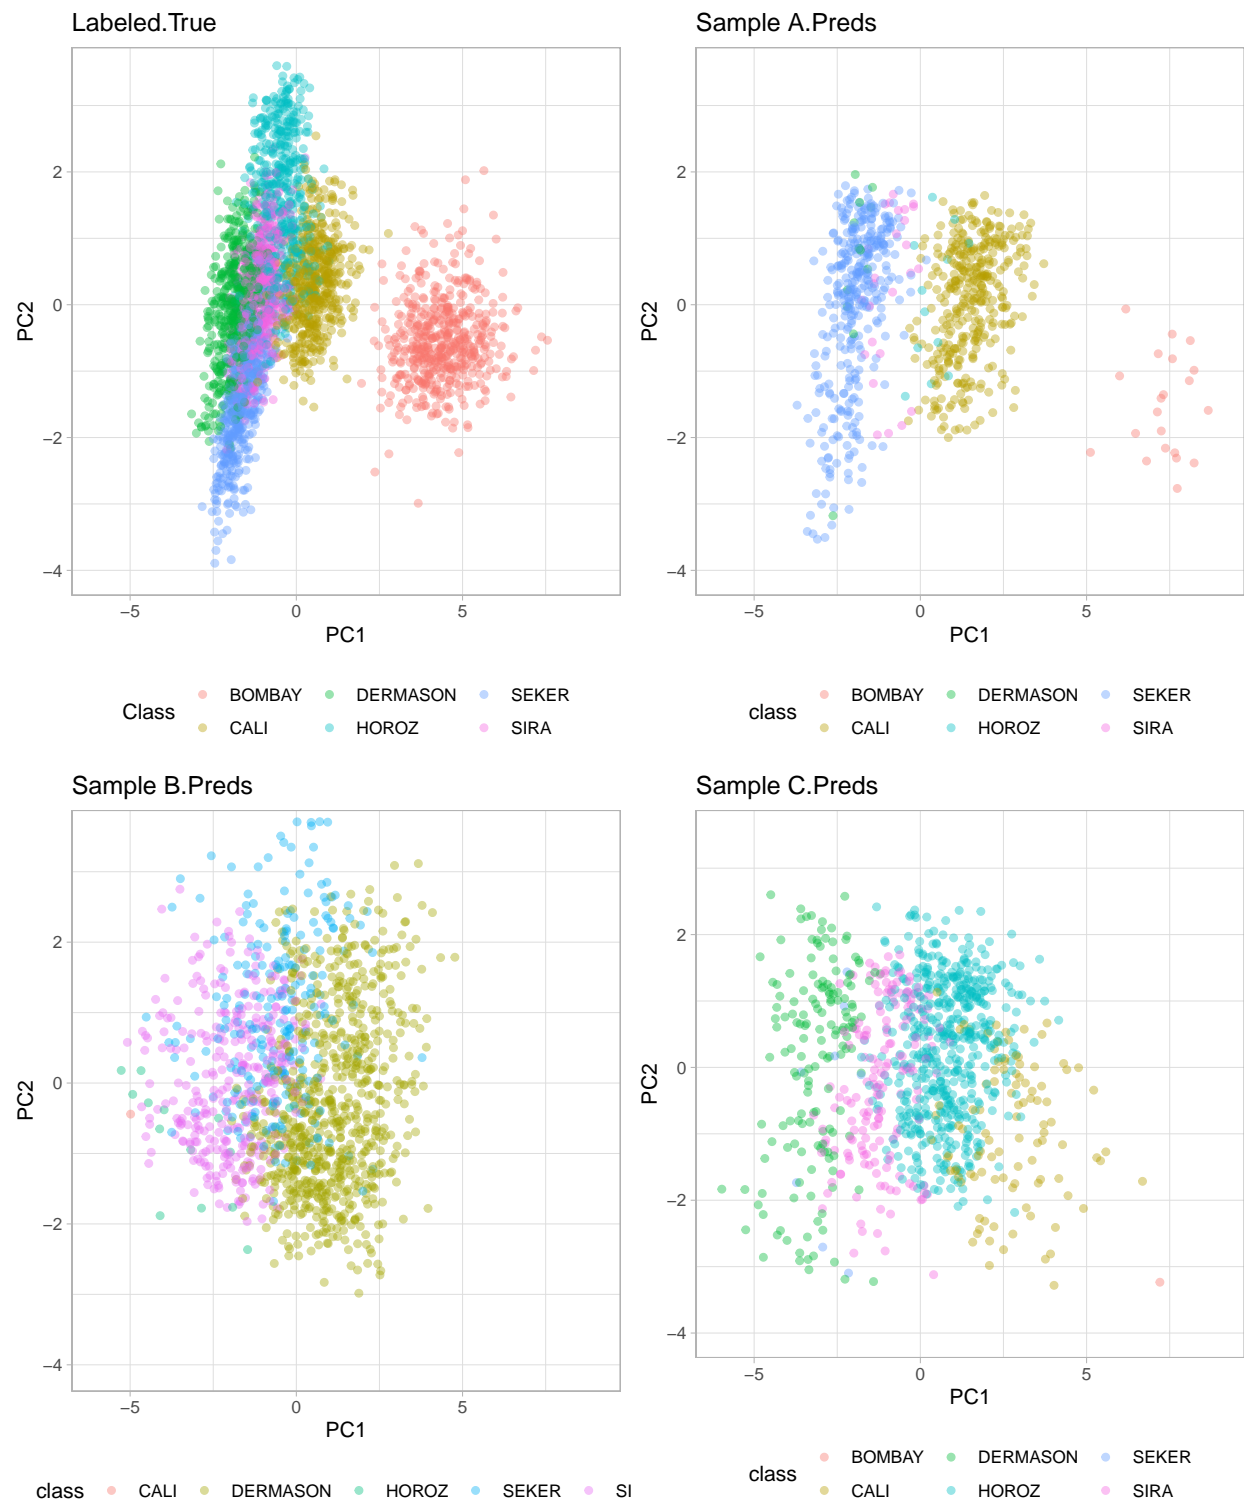 Labeled.True
PC2
2
0
−2
−4
−5 0 5
PC1
Class BOMBAY DERMASON SEKER
CALI HOROZ SIRA
Sample A.Preds
PC2
2
0
−2
−4
−5 0 5
PC1
class BOMBAY DERMASON SEKER
CALI HOROZ SIRA
Sample B.Preds
PC2
2
0
−2
−4
−5 0 5
PC1
class CALI DERMASON HOROZ SEKER SI
Sample C.Preds
PC2
2
0
−2
−4
−5 0 5
PC1
class BOMBAY DERMASON SEKER
CALI HOROZ SIRA